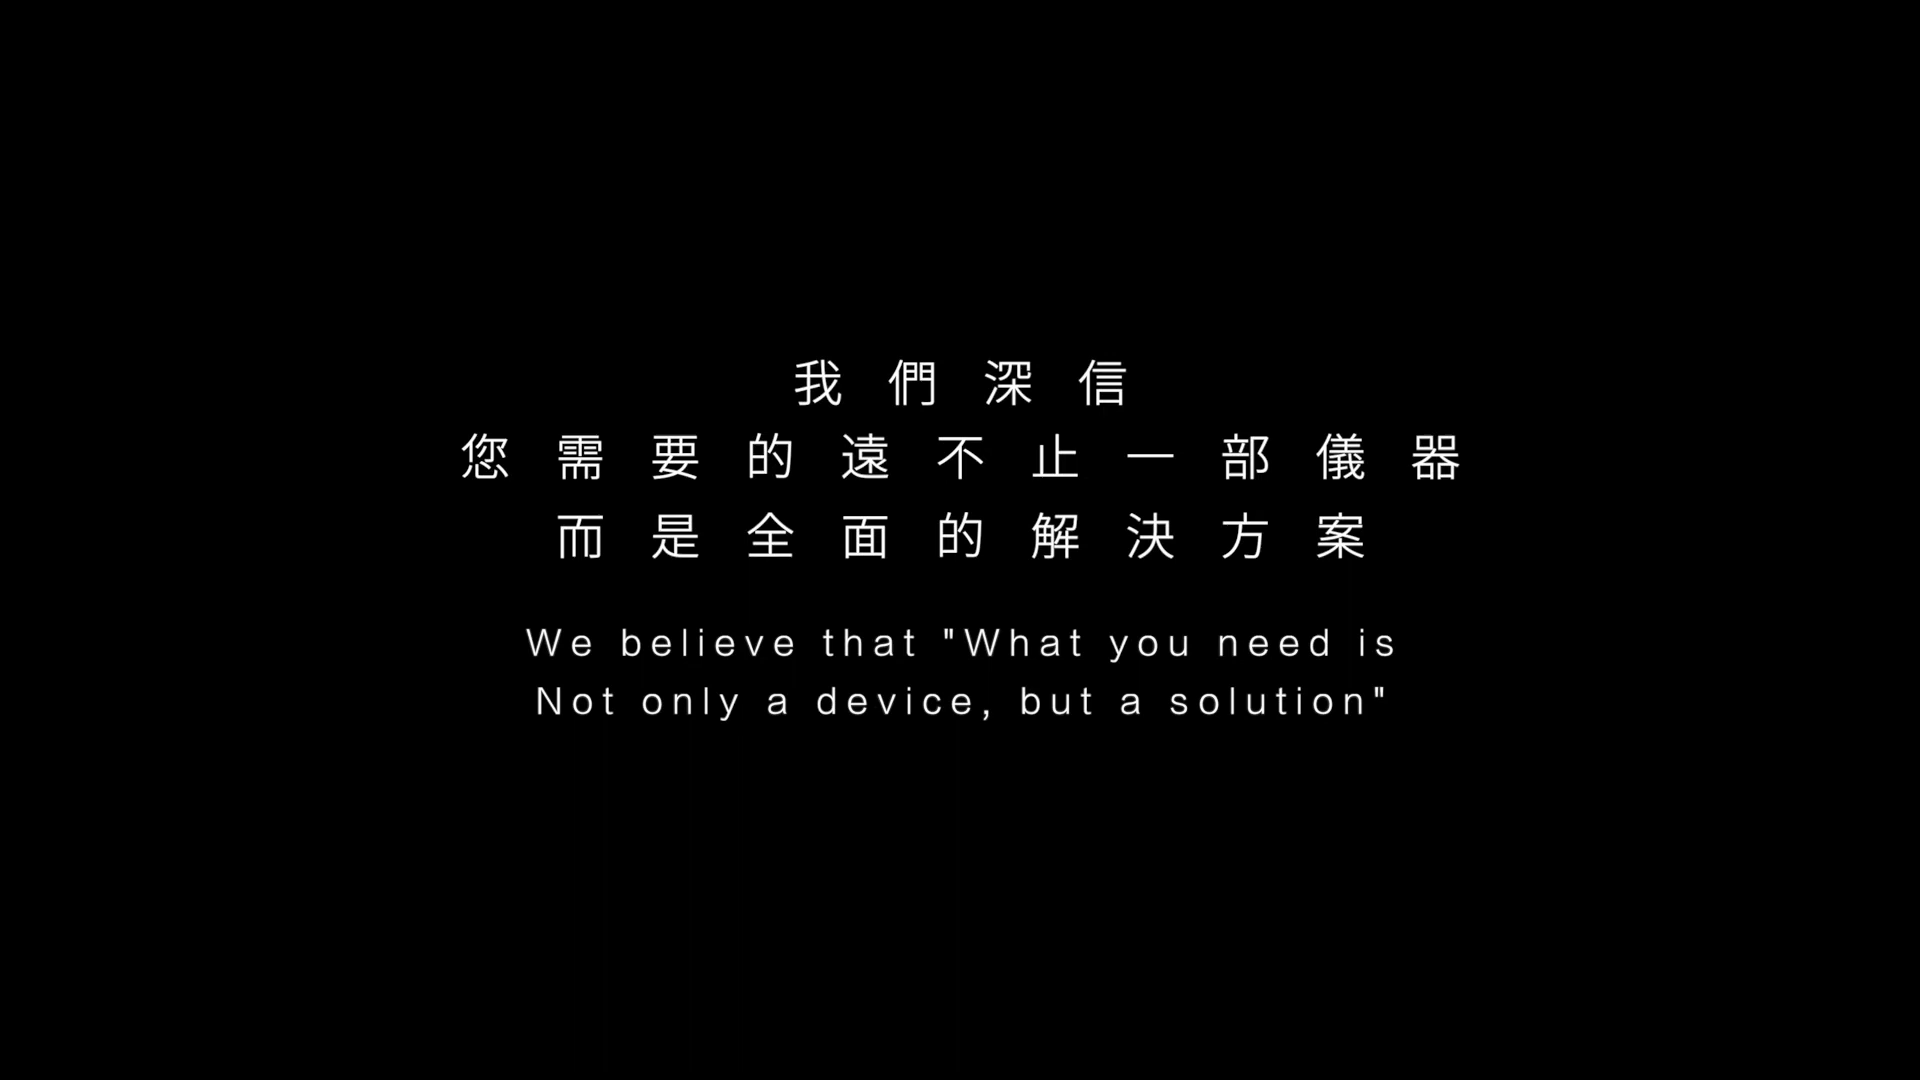 我們深信
您需要的遠不止一部儀器
而是全面的解決方案
We believe that "What you need is
Not only a device, but a solution"